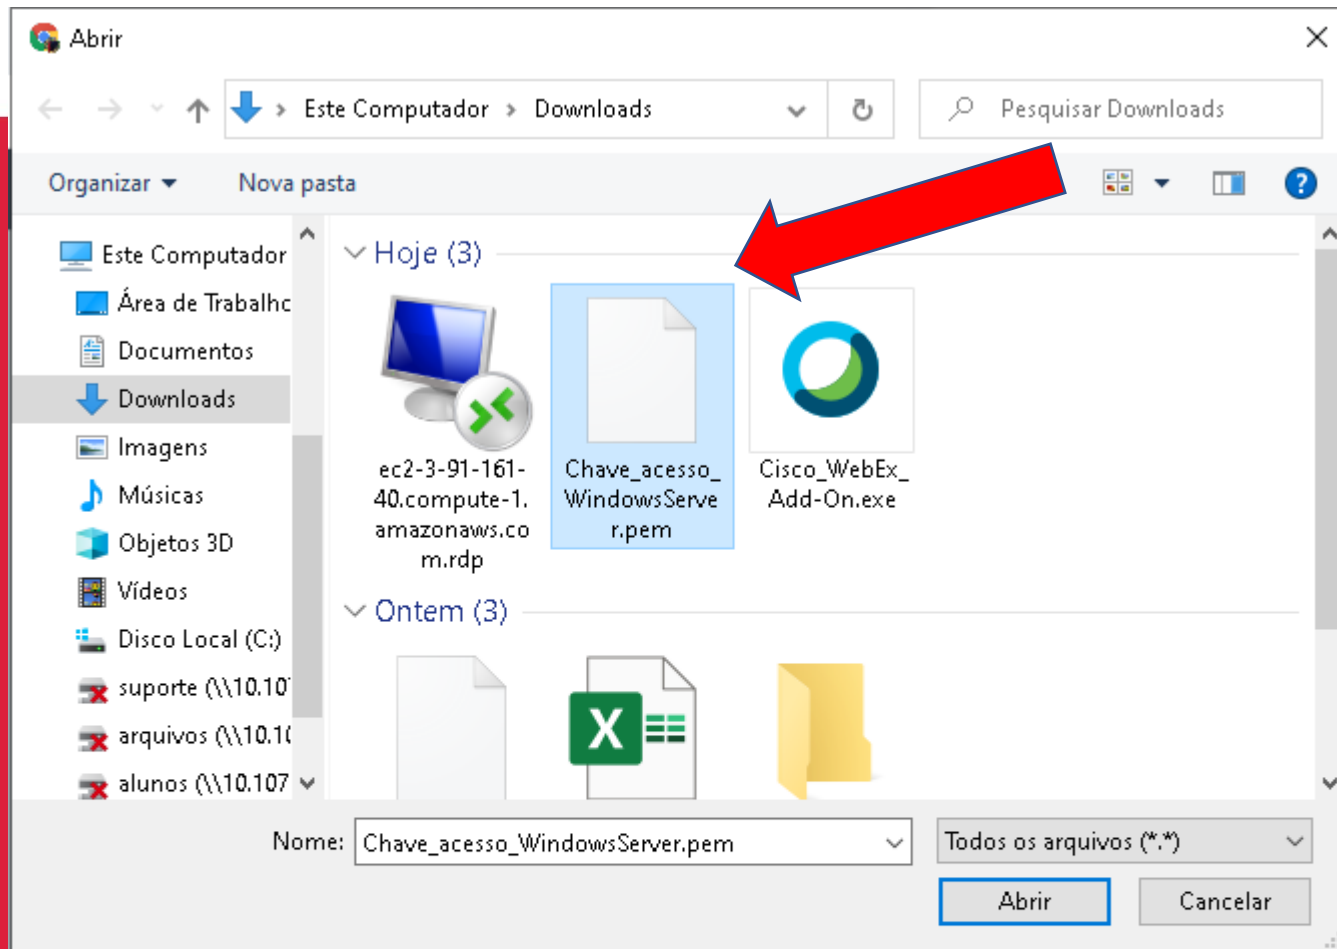 Abrir
Este Computador > Downloads
Pesquisar Downloads
Organizar
Nova pasta
Este Computador
Área de Trabalhc
Documentos
Downloads
Imagens
Músicas
Objetos 3D
Vídeos
Disco Local (C:)
suporte (\\10.10
arquivos (\\10.1
alunos (\\10.107
Hoje (3)
ec2-3-91-161-
40.compute-1.
amazonaws.co
m.rdp
Chave_acesso_
WindowsServe
r.pem
Cisco_WebEx_
Add-On.exe
Ontem (3)
Nome:
Chave_acesso_WindowsServer.pem
Todos os arquivos (*.*)
Abrir
Cancelar